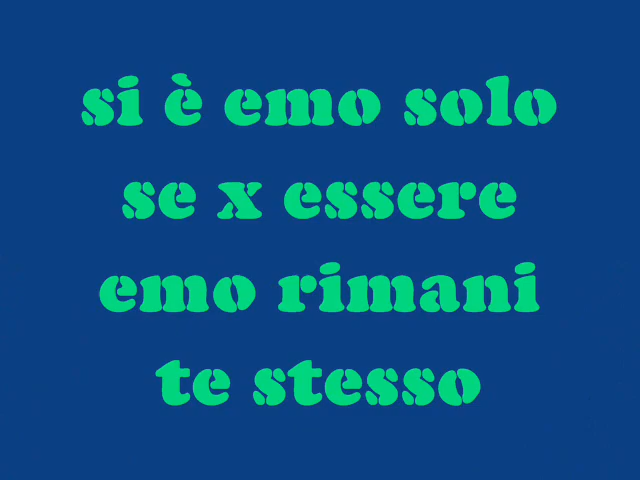 si è emo solo
se x essere
emo rimani
te stesso